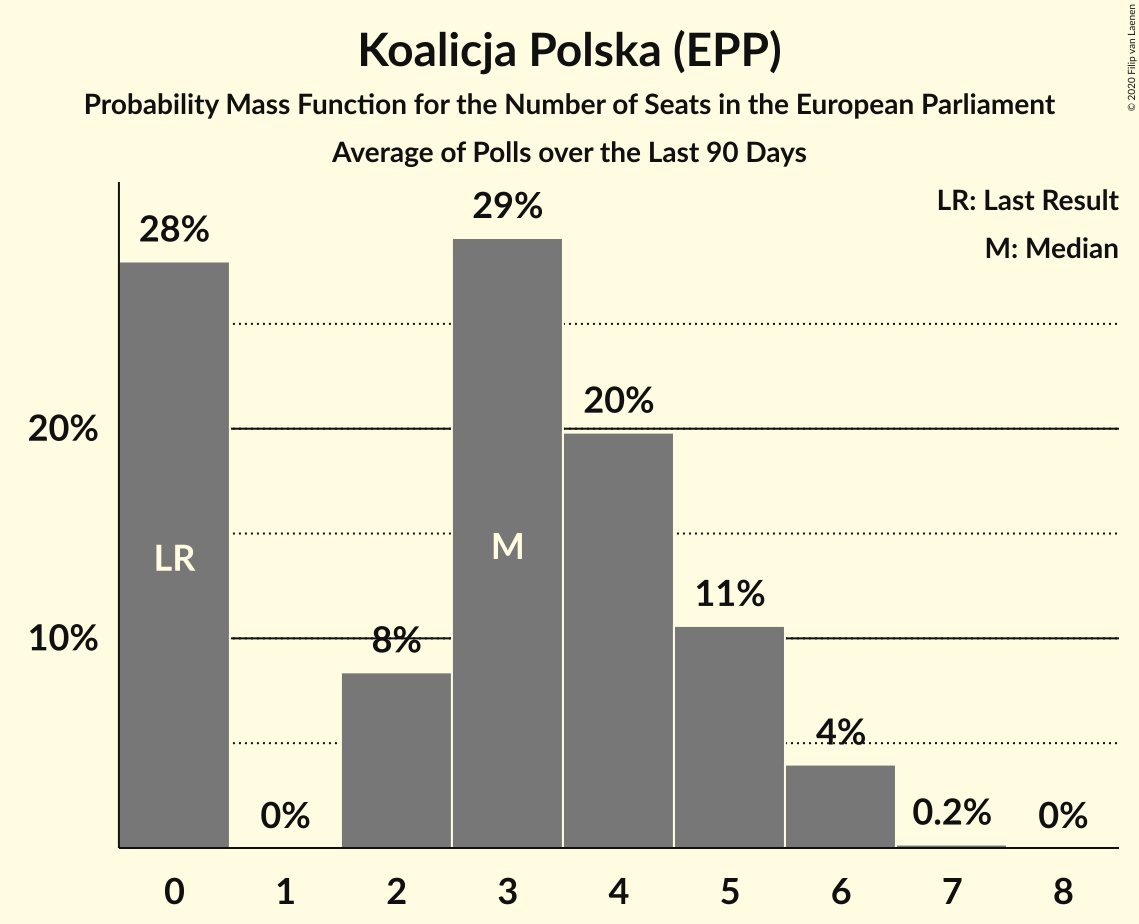 Koalicja Polska (EPP)
Probability Mass Function for the Number of Seats in the European Parliament
Average of Polls over the Last 90 Days
© 2020 Filip van Laenen
LR: Last Result
M: Median
28%
0%
8%
29%
20%
11%
4%
0.2%
0%
LR
M
20%
10%
0 1 2 3 4 5 6 7 8